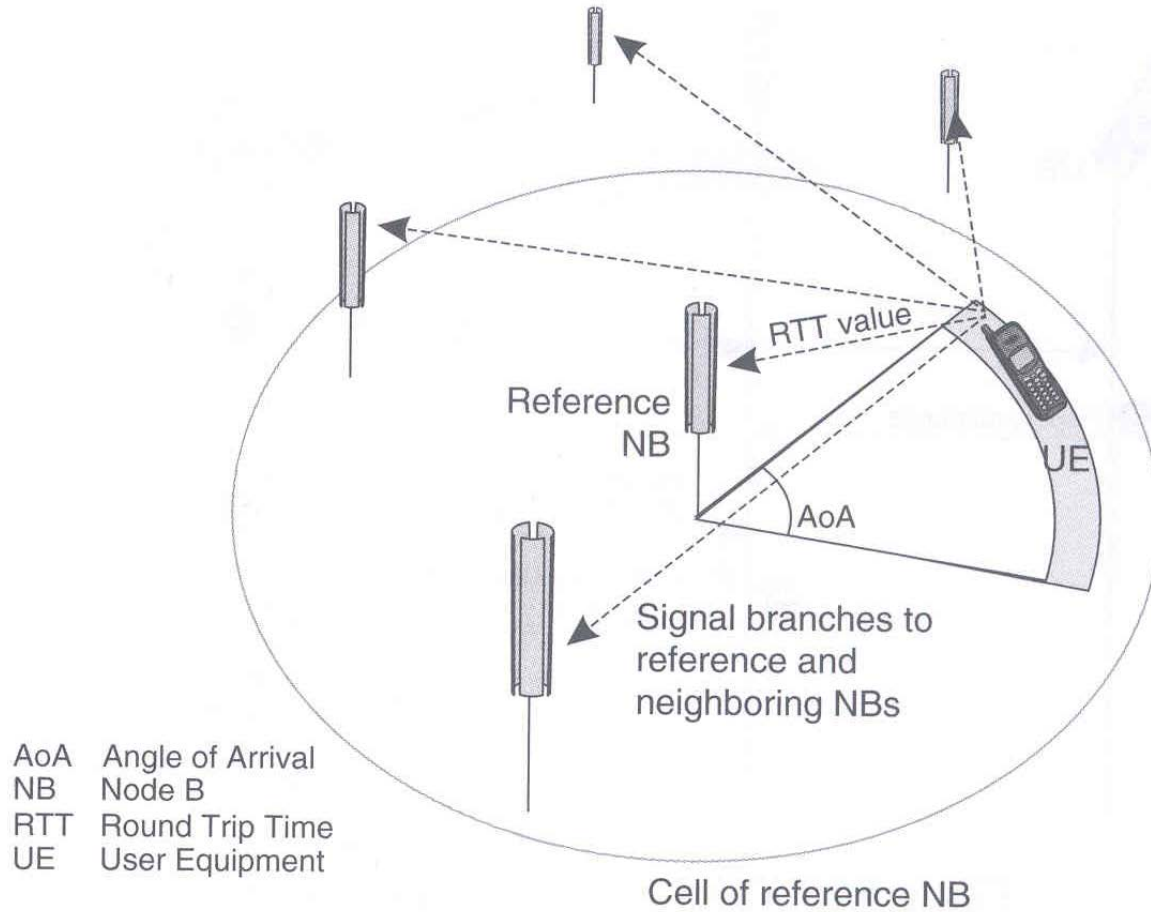 RTT value
Reference
NB
UE
AoA
Signal branches to
reference and
neighboring NBs
AoA Angle of Arrival
NB Node B
RTT Round Trip Time
UE User Equipment
Cell of reference NB